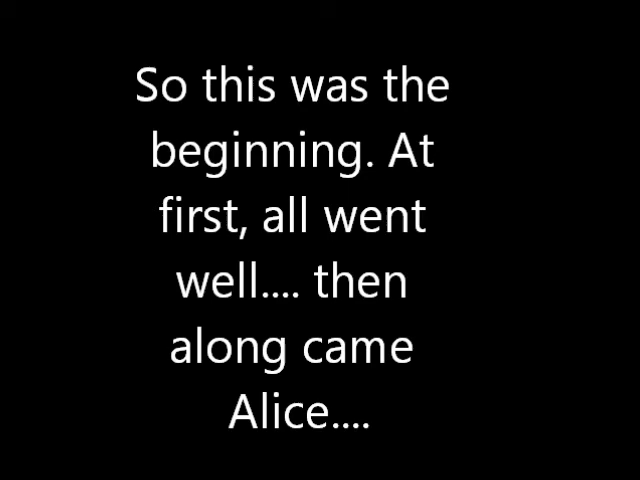 So this was the
beginning. At
first, all went
well.... then
along came
Alice....